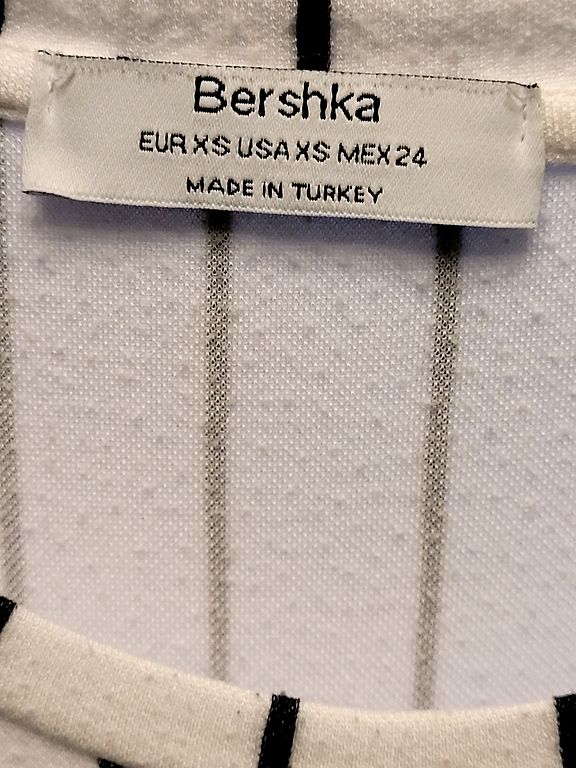 Bershka
EUR XS USA XS MEX 24
MADE IN TURKEY